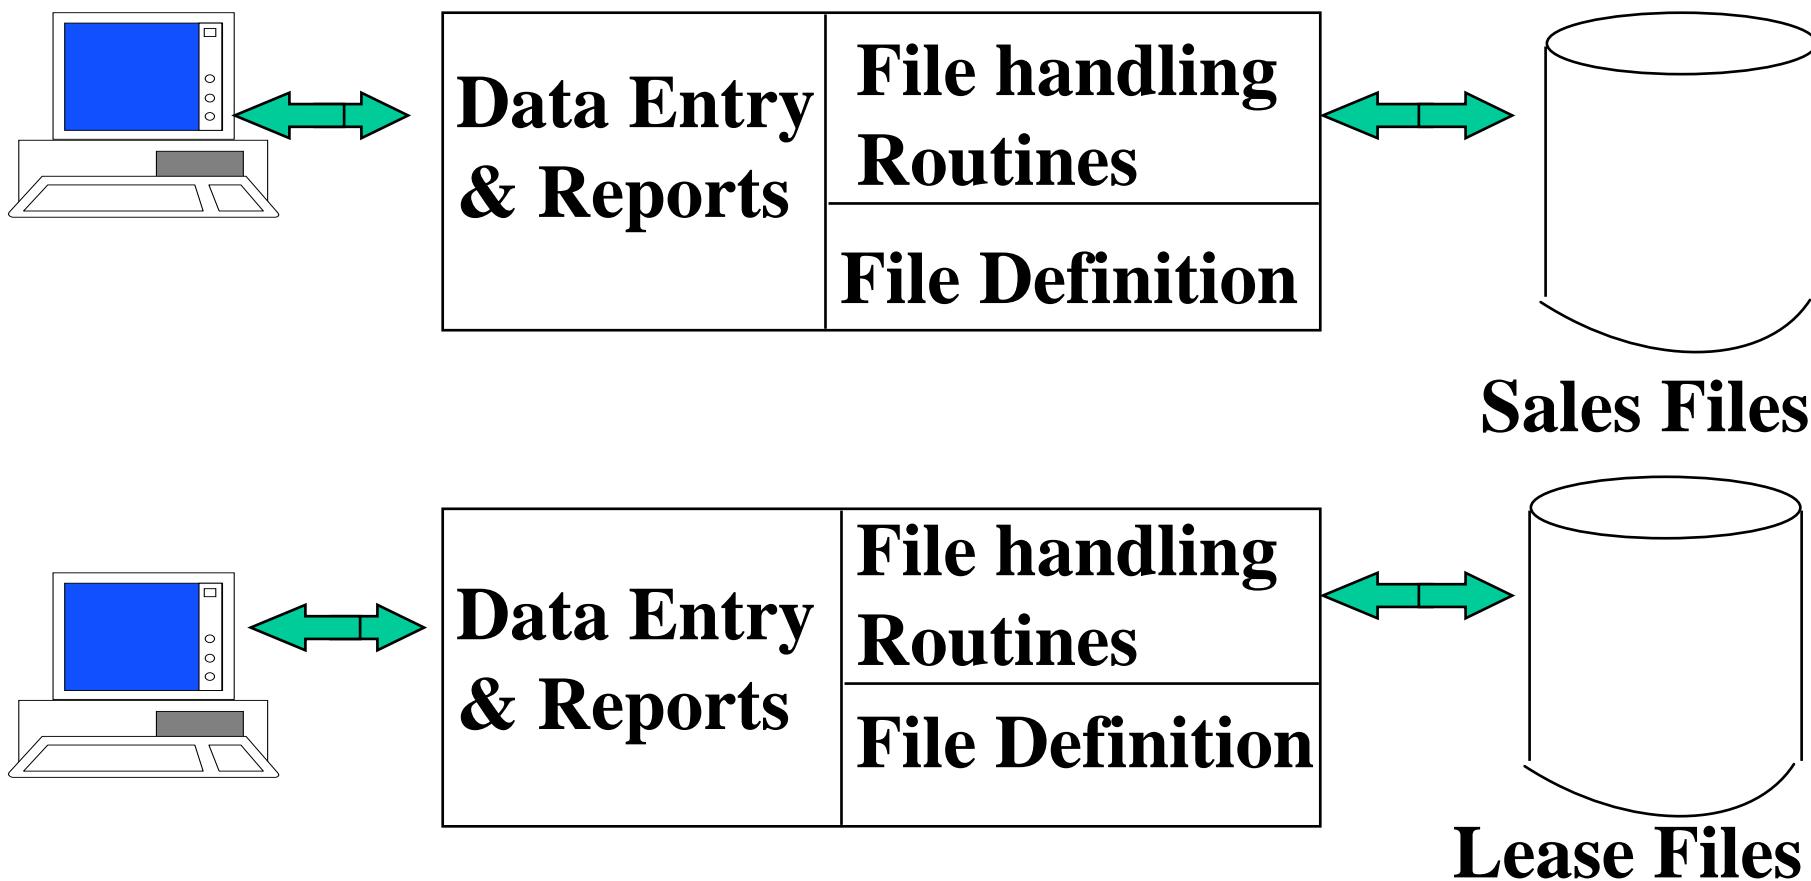 Data Entry
& Reports
File handling
Routines
File Definition
Sales Files
Data Entry
& Reports
File handling
Routines
File Definition
Lease Files